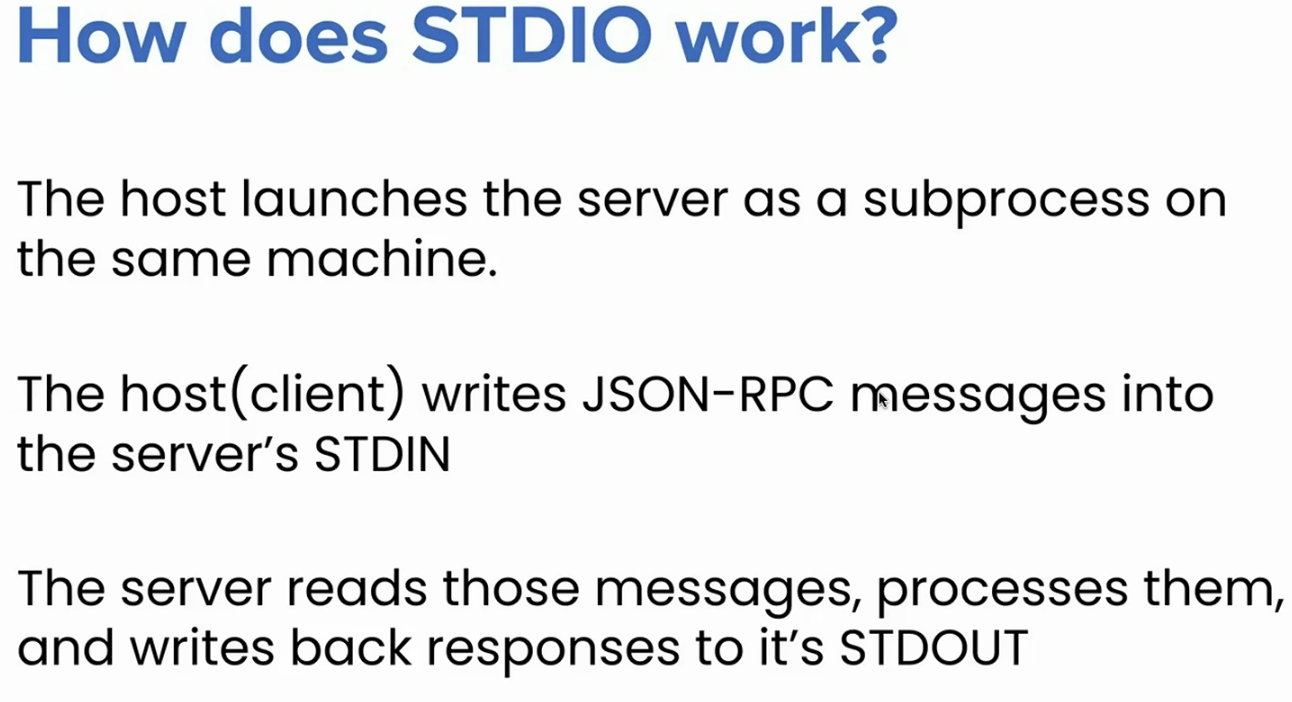 How does STDIO work?
The host launches the server as a subprocess on
the same machine.
The host(client) writes JSON-RPC messages into
the server’s STDIN
The server reads those messages, processes them,
and writes back responses to it’s STDOUT